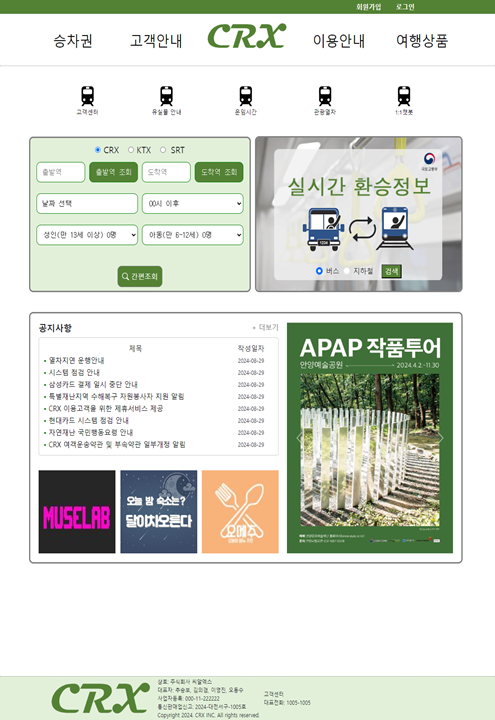 회원가입 로그인
승차권 고객안내 CRX 이용안내 여행상품
고객센터 유실물 안내 운임시간 관광열차 1:1챗봇
CRX KTX SRT
출발역 출발역 조회 도착역 도착역 조회
날짜 선택 00시 이후
성인(만 13세 이상) 0명 아동(만 6-12세) 0명
간편조회
국토교통부
실시간 환승정보
버스 지하철 검색
공지사항 + 더보기
제목 작성일자
• 열차지연 운행안내 2024-08-29
• 시스템 점검 안내 2024-08-29
• 삼성카드 결제 일시 중단 안내 2024-08-29
• 특별재난지역 수해복구 자원봉사자 지원 알림 2024-08-29
• CRX 이용고객을 위한 제휴서비스 제공 2024-08-29
• 현대카드 시스템 점검 안내 2024-08-29
• 자연재난 국민행동요령 안내 2024-08-29
• CRX 여객운송약관 및 부속약관 일부개정 알림 2024-08-29
MUSELAB
오늘 밤 숙소는?
달이차오른다
오메추
APAP 작품투어
안양예술공원 2024.4.2.-11.30
CRX
상호: 주식회사 씨알엑스
사업자등록: 000-11-222222
통신판매업신고: 2024-대전서구-1005호
Copyright 2024. CRX INC. All rights reserved.
고객센터
대표전화: 1005-1005